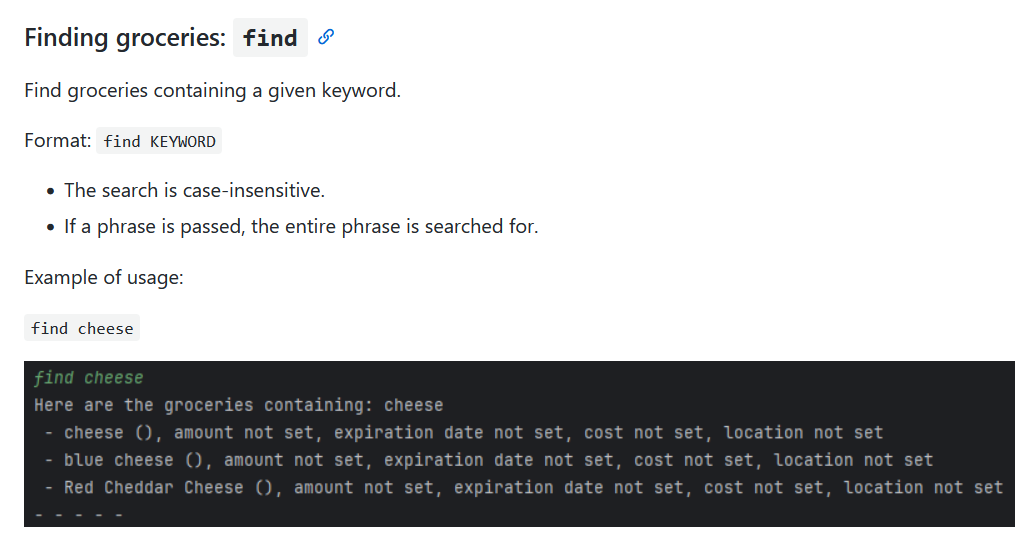 Finding groceries: find
Find groceries containing a given keyword.
Format: find KEYWORD
The search is case-insensitive.
If a phrase is passed, the entire phrase is searched for.
Example of usage:
find cheese
find cheese
Here are the groceries containing: cheese
- cheese (), amount not set, expiration date not set, cost not set, location not set
- blue cheese (), amount not set, expiration date not set, cost not set, location not set
- Red Cheddar Cheese (), amount not set, expiration date not set, cost not set, location not set
- - - - -